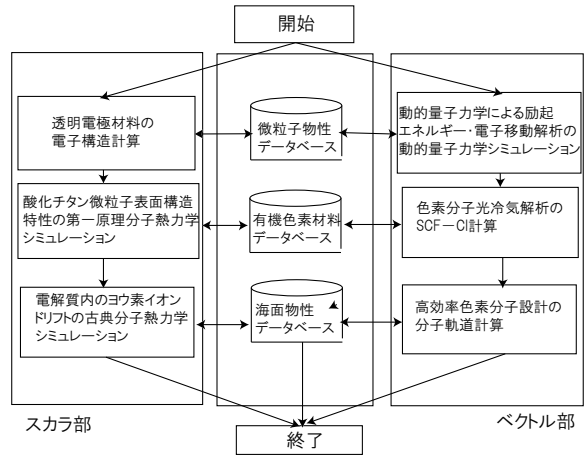 開始
透明電極材料の
電子構造計算
酸化チタン微粒子表面構造
特性の第一原理分子熱力学
シミュレーション
電解質内のヨウ素イオン
ドリフトの古典分子熱力学
シミュレーション
スカラ部
微粒子物性
データベース
有機色素材料
データベース
海面物性
データベース
動的量子力学による励起
エネルギー・電子移動解析の
動的量子力学シミュレーション
色素分子光冷気解析の
SCF－CI計算
高効率色素分子設計の
分子軌道計算
ベクトル部
終了